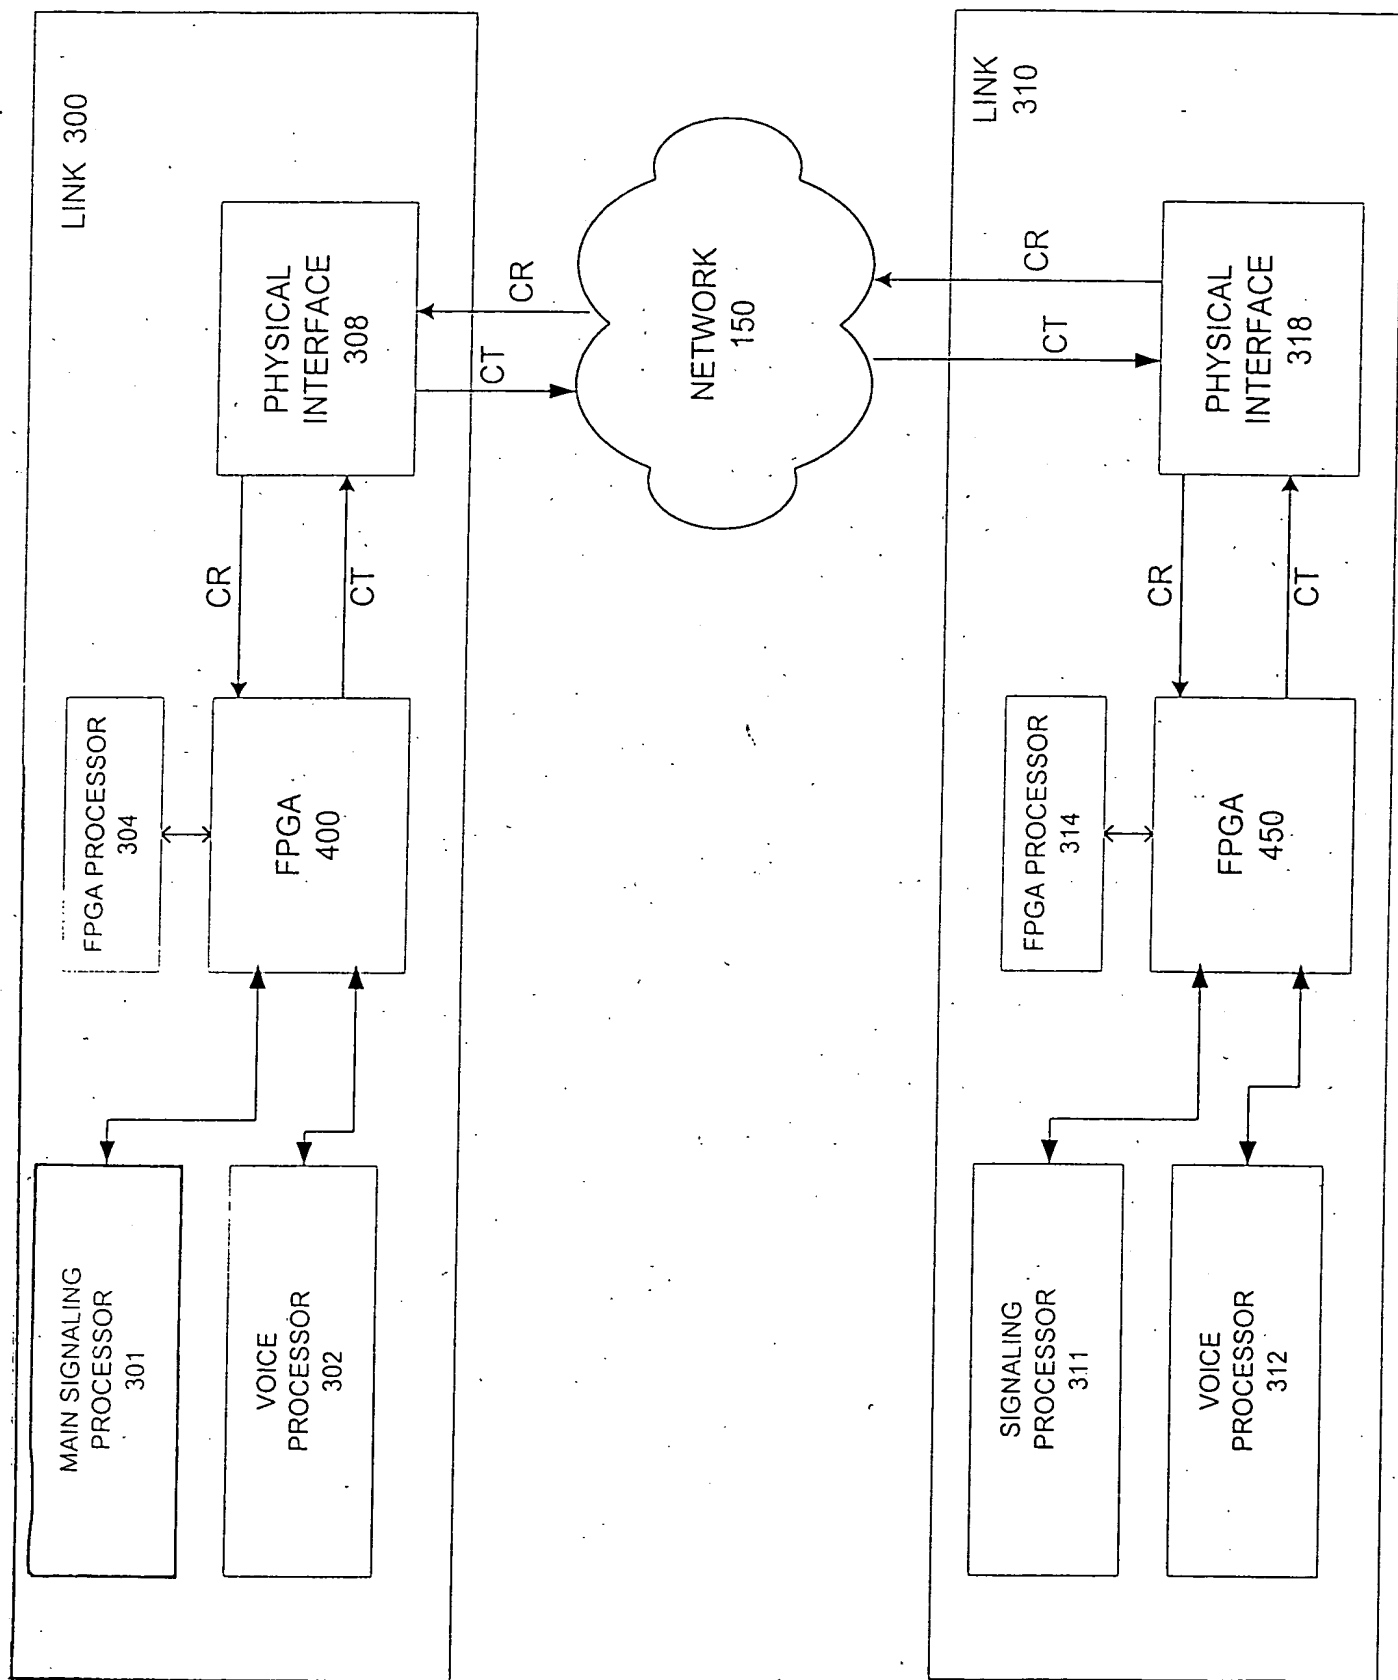 LINK 300
MAIN SIGNALING
PROCESSOR
301
VOICE
PROCESSOR
302
FPGA PROCESSOR
304
FPGA
400
CR
CT
PHYSICAL
INTERFACE
308
CT
CR
NETWORK
150
CT
CR
LINK
310
SIGNALING
PROCESSOR
311
VOICE
PROCESSOR
312
FPGA PROCESSOR
314
FPGA
450
CR
CT
PHYSICAL
INTERFACE
318